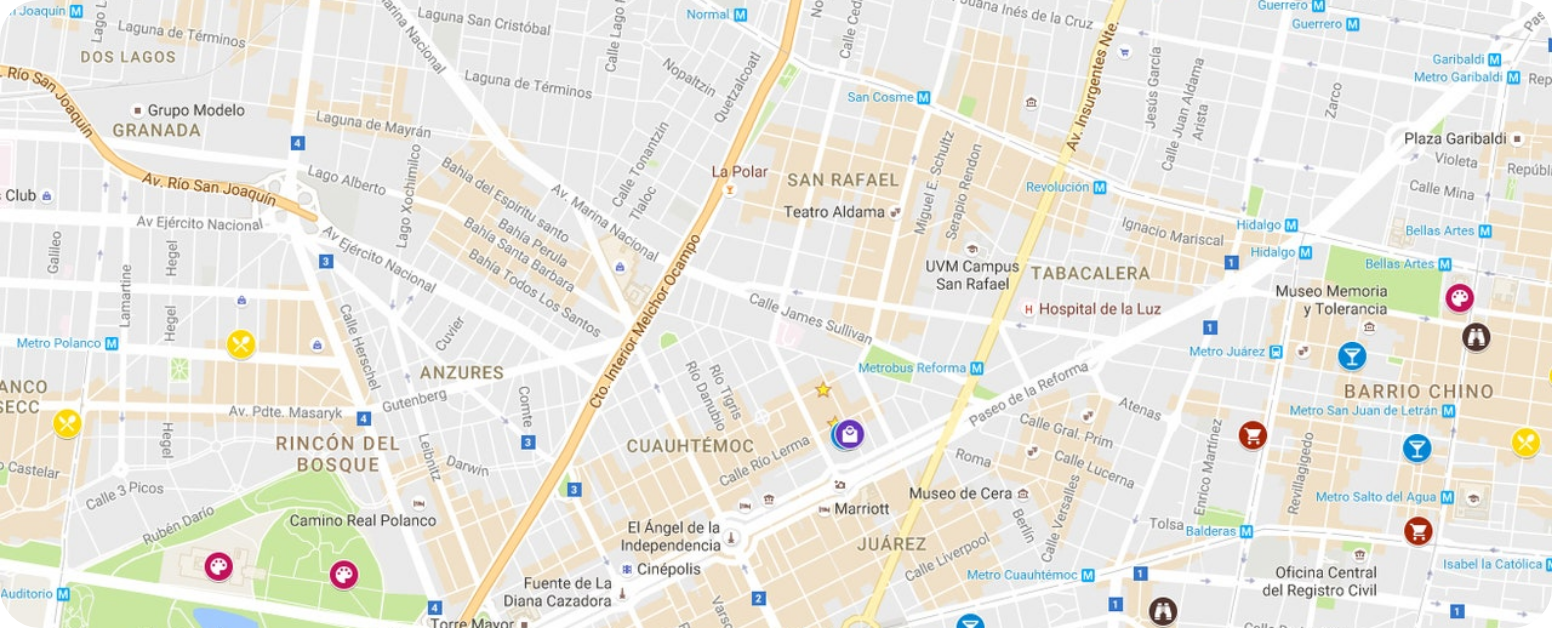 Joaquín M
Laguna de Términos
DOS LAGOS
Río San Joaquín
Grupo Modelo
GRANADA
Laguna de Mayrán
4
Lago Alberto
Lago Xochimilco
Av. Río San Joaquín
s Club
Av Ejército Nacional
Av Ejército Nacional
Galileo
Hegel
Lamartine
Hegel
3
Metro Polanco M
Calle Herschel
Cuvier
ANZURES
ANCO
SECC
Av. Pdte. Masaryk
4
Gutenberg
Comte
3
RINCÓN DEL
BOSQUE
Hegel
Castelar
Calle 3 Picos
Rubén Darío
Leibnitz
Darwin
3
Camino Real Polanco
Auditorio M
4
Torre Mayor
Laguna San Cristóbal
Marina Nacional
Laguna de Términos
Normal M
Nopaltzin
Quetzalcoatl
Calle Tonantzin
Tlaloc
Bahía del Espíritu santo
Bahía Perula
Bahía Santa Barbara
Bahía Todos Los Santos
Av. Marina Nacional
Cto. Interior Melchor Ocampo
La Polar
SAN RAFAEL
Teatro Aldama
San Cosme M
Juana Inés de la Cruz
Miguel E. Schultz
Serapio Rendon
UVM Campus
San Rafael
Av. Insurgentes Nte.
Revolución M
TABACALERA
H Hospital de la Luz
Calle James Sullivan
Metrobus Reforma M
Río Tigris
Río Danubio
CUAUHTÉMOC
Calle Río Lerma
El Ángel de la
Independencia
Cinépolis
Fuente de La
Diana Cazadora
Varsovia
2
Marriott
JUÁREZ
Museo de Cera
Roma
Berlín
Calle Versalles
Calle Liverpool
Metro Cuauhtémoc M
1
1
Paseo de la Reforma
Calle Gral. Prim
Calle Lucerna
Atenas
Enrico Martínez
Tolsa
Balderas M
Guerrero M
Guerrero M
Garibaldi M
Metro Garibaldi M
Jesús García
Calle Juan Aldama
Arista
Zarco
Plaza Garibaldi
Violeta
Calle Mina
Ignacio Mariscal
Hidalgo M
Hidalgo M
1
Bellas Artes M
Bellas Artes M
Museo Memoria
y Tolerancia
1
Metro Juárez
BARRIO CHINO
Metro San Juan de Letrán M
Revillagigedo
Metro Salto del Agua M
Oficina Central
del Registro Civil
Isabel la Católica
1